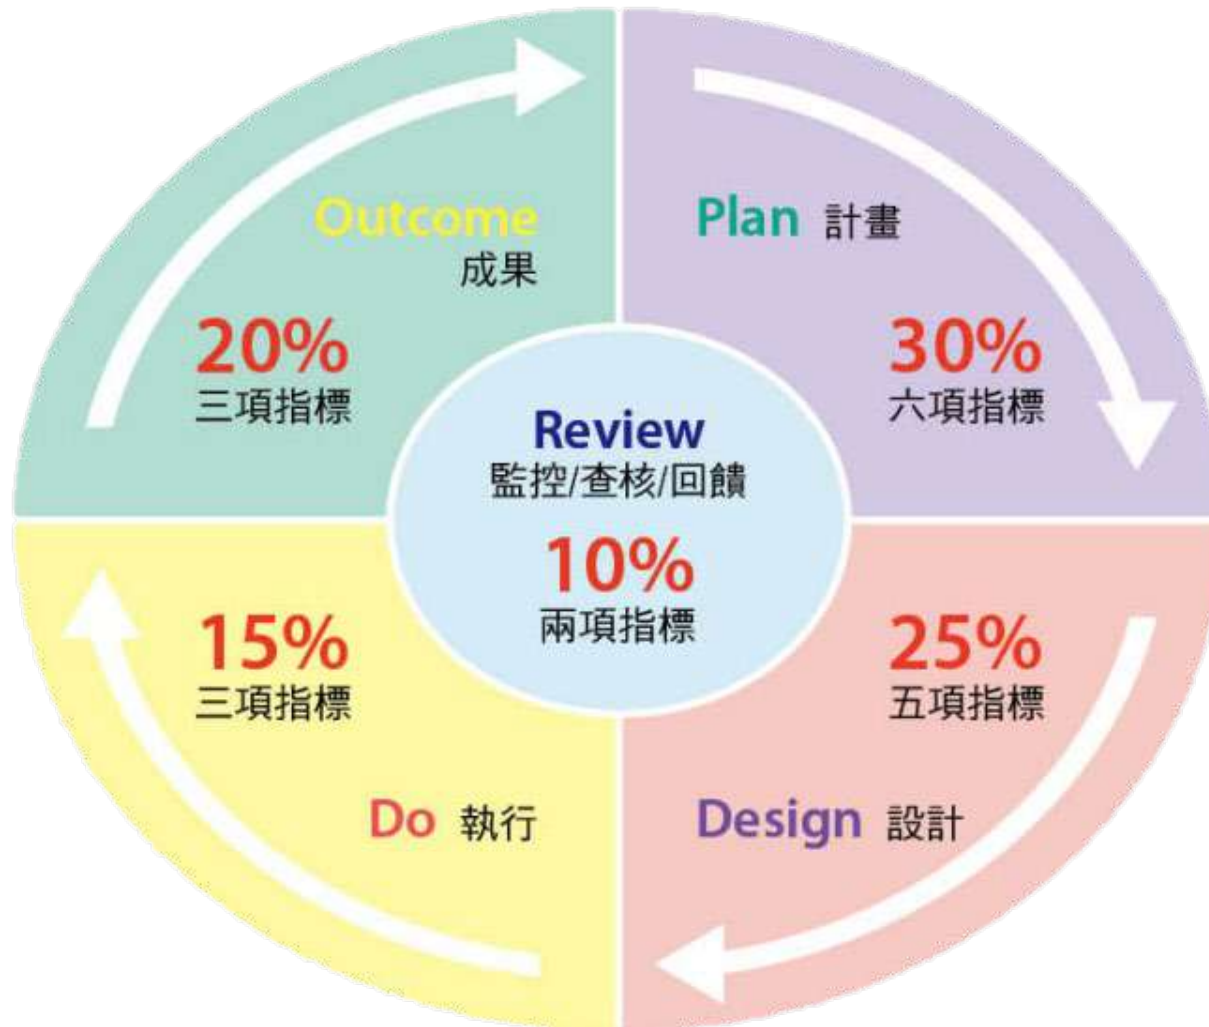 Outcome
成果
20%
三項指標
Plan 計畫
30%
六項指標
Review
監控/查核/回饋
10%
兩項指標
15%
三項指標
Do 執行
25%
五項指標
Design 設計